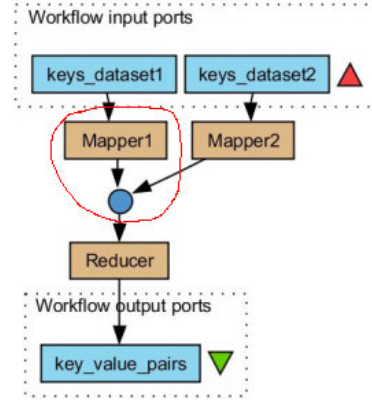 Workflow input ports
keys_dataset1 keys_dataset2
Mapper1 Mapper2
Reducer
Workflow output ports
key_value_pairs